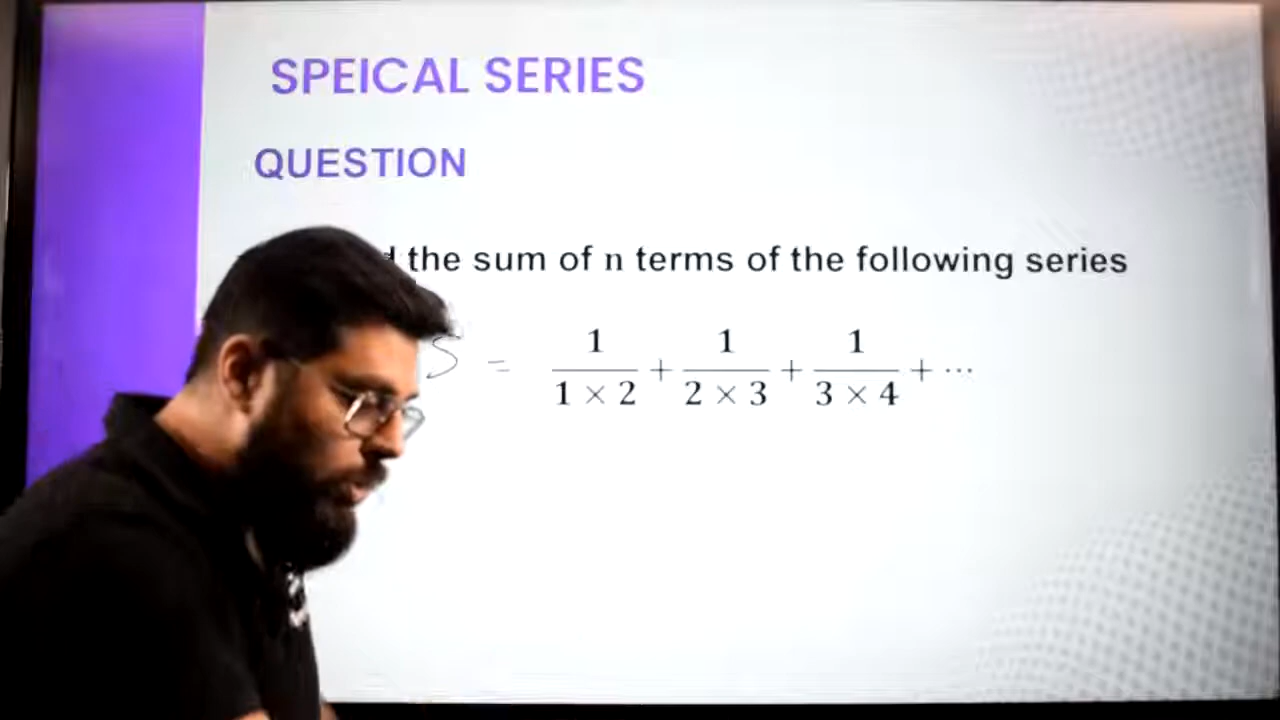 SPEICAL SERIES
QUESTION
the sum of n terms of the following series
S = 1/(1 × 2) + 1/(2 × 3) + 1/(3 × 4) + ...